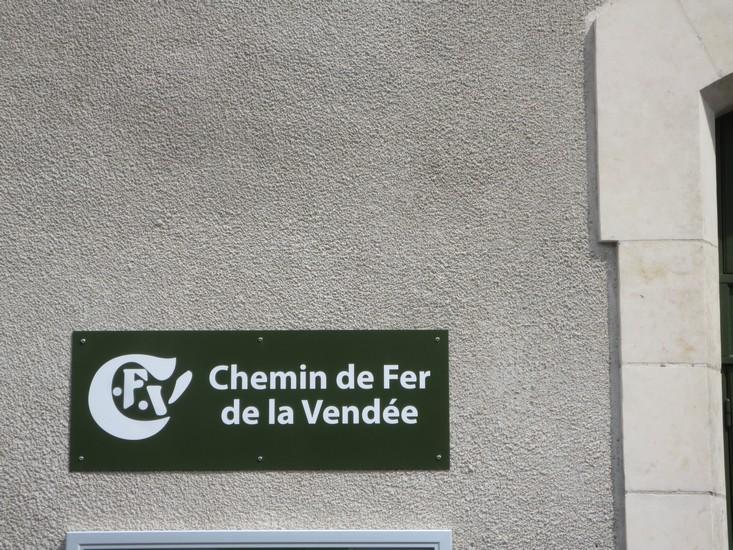 C.F.V
Chemin de Fer
de la Vendée